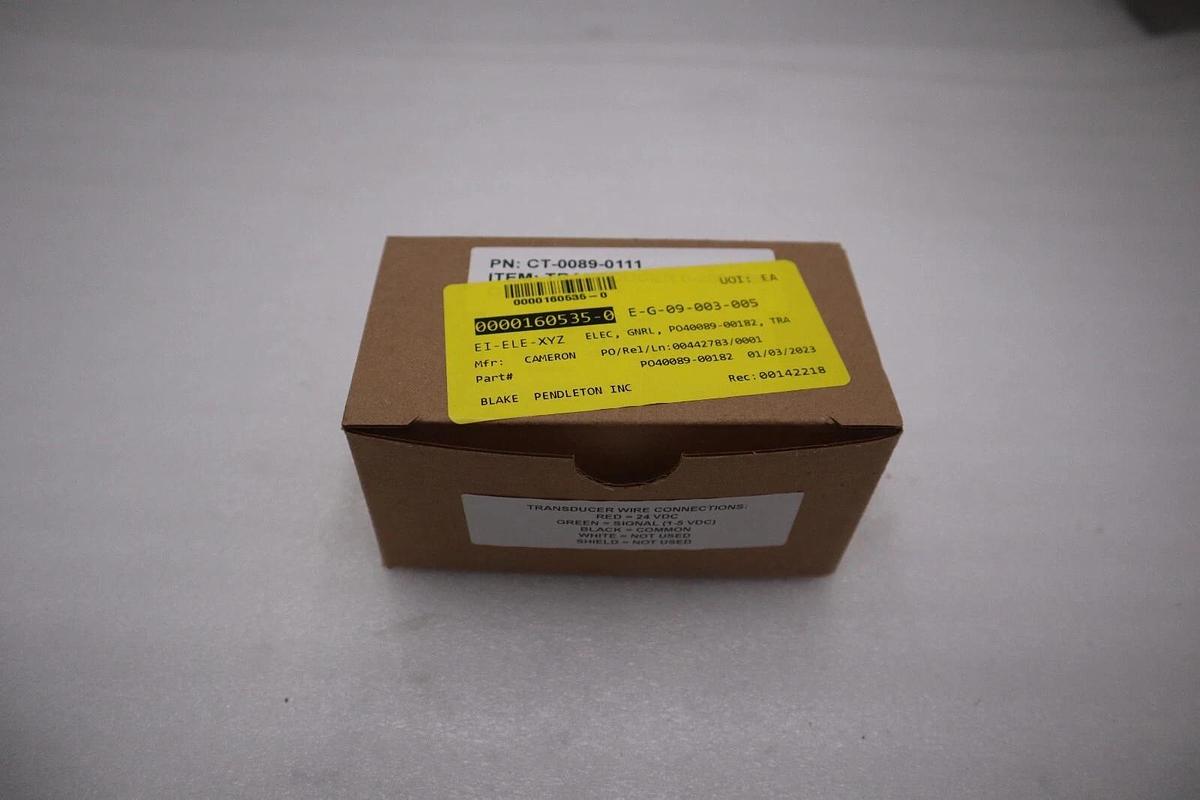 PN: CT-0089-0111
ITEM:
UOI: EA
0000160535-0
0000160535-0 E-G-09-003-005
EI-ELE-XYZ ELEC, GNRL, PO40089-00182, TRA
Mfr: CAMERON PO/Rel/Ln:00442783/0001
Part# PO40089-00182 01/03/2023
BLAKE PENDLETON INC Rec:00142218
TRANSDUCER WIRE CONNECTIONS:
RED = 24 VDC
GREEN = SIGNAL (1-5 VDC)
BLACK = COMMON
WHITE = NOT USED
SHIELD = NOT USED